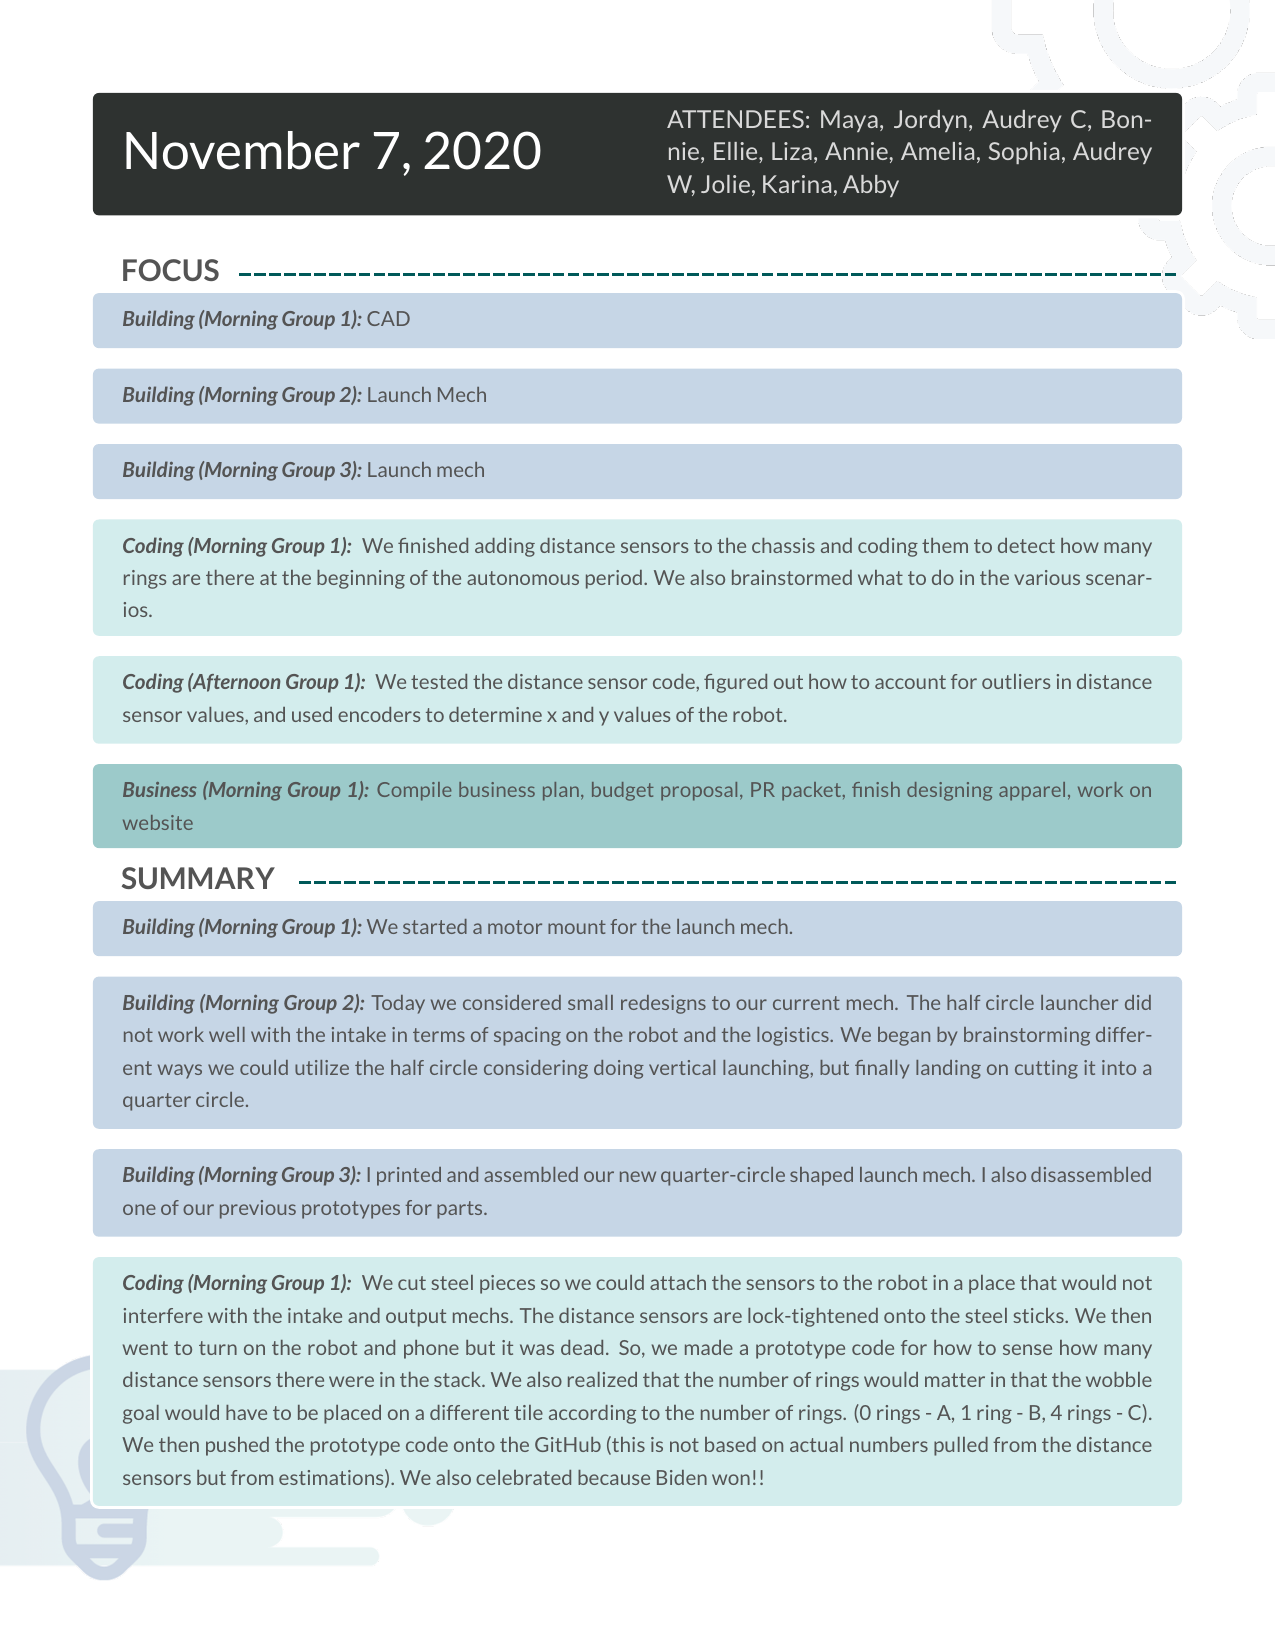 November 7, 2020
ATTENDEES: Maya, Jordyn, Audrey C, Bon-
nie, Ellie, Liza, Annie, Amelia, Sophia, Audrey
W, Jolie, Karina, Abby
FOCUS
Building (Morning Group 1): CAD
Building (Morning Group 2): Launch Mech
Building (Morning Group 3): Launch mech
Coding (Morning Group 1): We finished adding distance sensors to the chassis and coding them to detect how many
rings are there at the beginning of the autonomous period. We also brainstormed what to do in the various scenar-
ios.
Coding (Afternoon Group 1): We tested the distance sensor code, figured out how to account for outliers in distance
sensor values, and used encoders to determine x and y values of the robot.
Business (Morning Group 1): Compile business plan, budget proposal, PR packet, finish designing apparel, work on
website
SUMMARY
Building (Morning Group 1): We started a motor mount for the launch mech.
Building (Morning Group 2): Today we considered small redesigns to our current mech. The half circle launcher did
not work well with the intake in terms of spacing on the robot and the logistics. We began by brainstorming differ-
ent ways we could utilize the half circle considering doing vertical launching, but finally landing on cutting it into a
quarter circle.
Building (Morning Group 3): I printed and assembled our new quarter-circle shaped launch mech. I also disassembled
one of our previous prototypes for parts.
Coding (Morning Group 1): We cut steel pieces so we could attach the sensors to the robot in a place that would not
interfere with the intake and output mechs. The distance sensors are lock-tightened onto the steel sticks. We then
went to turn on the robot and phone but it was dead. So, we made a prototype code for how to sense how many
distance sensors there were in the stack. We also realized that the number of rings would matter in that the wobble
goal would have to be placed on a different tile according to the number of rings. (0 rings - A, 1 ring - B, 4 rings - C).
We then pushed the prototype code onto the GitHub (this is not based on actual numbers pulled from the distance
sensors but from estimations). We also celebrated because Biden won!!